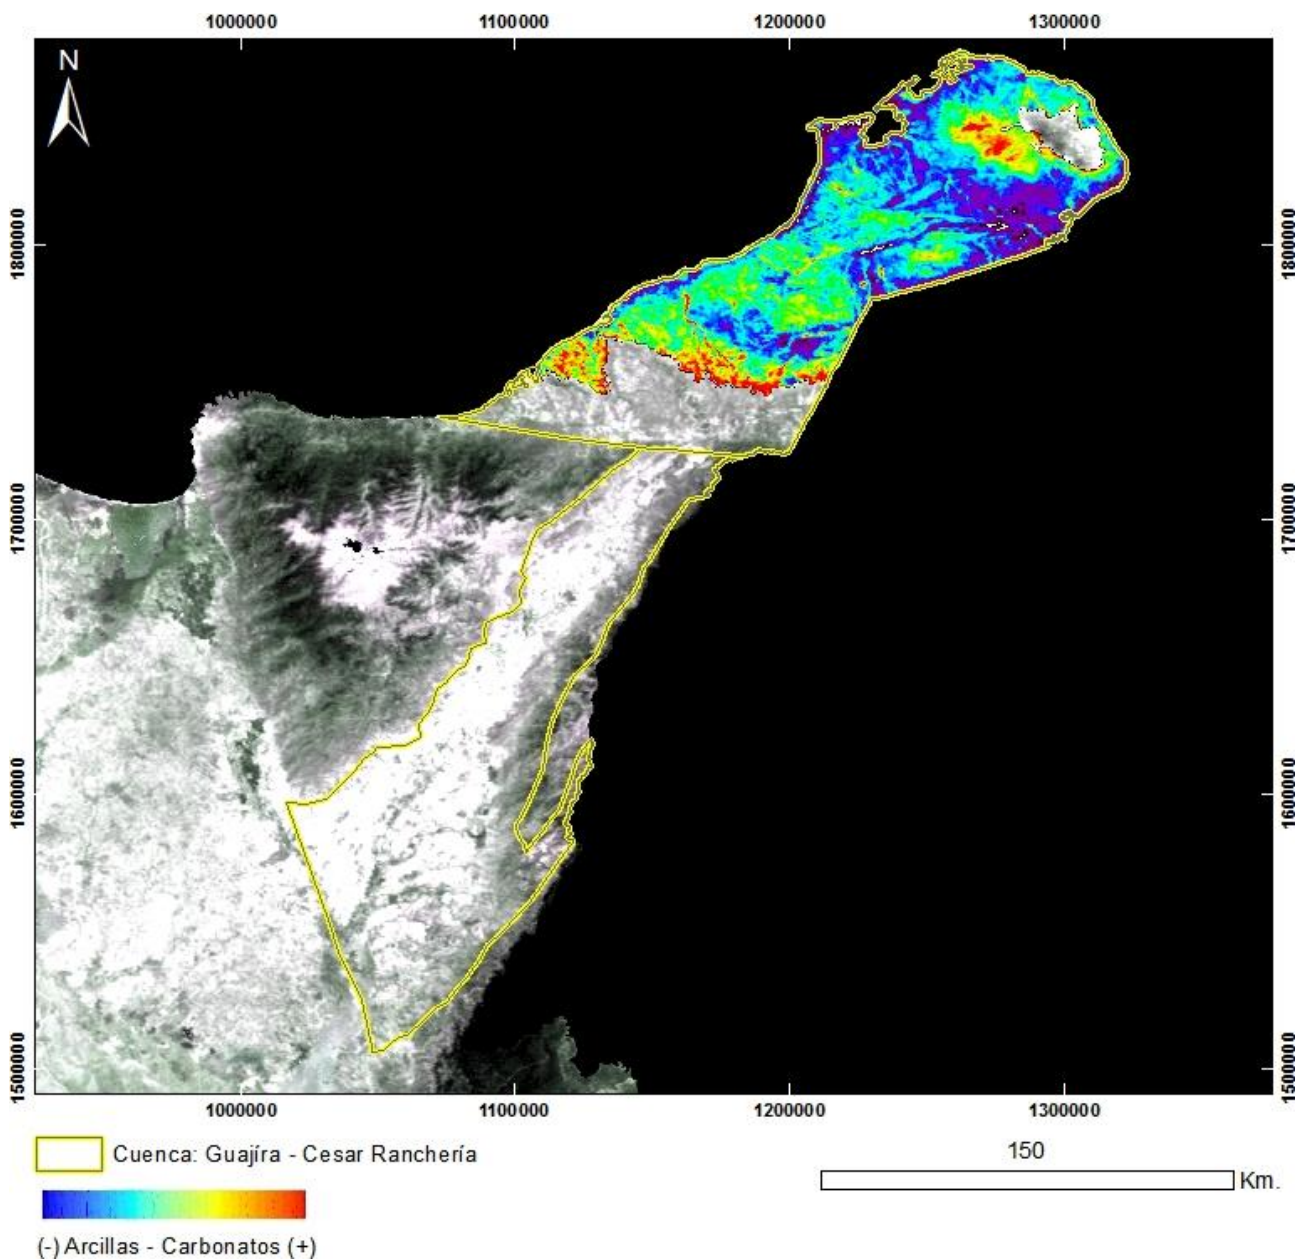 1000000 1100000 1200000 1300000
N
1800000 1800000
1700000 1700000
1600000 1600000
1500000 1500000
1000000 1100000 1200000 1300000
Cuenca: Guajíra - Cesar Ranchería
150
Km.
(-) Arcillas - Carbonatos (+)